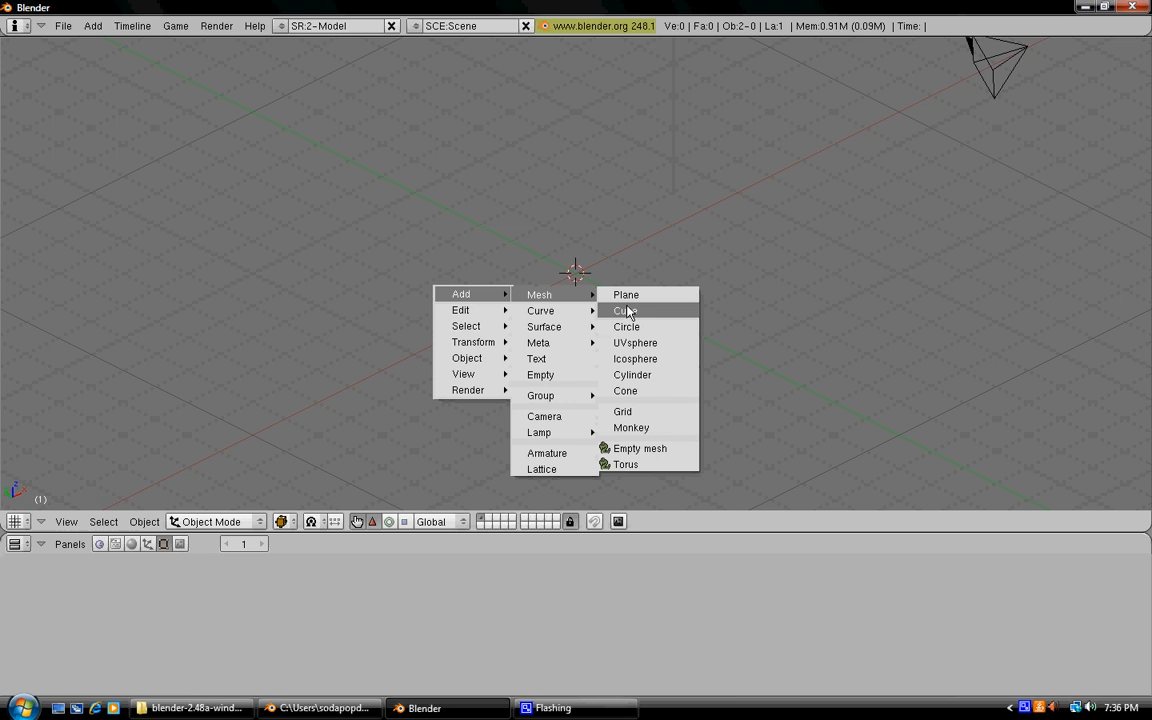 Blender
File Add Timeline Game Render Help SR:2-Model SCE:Scene www.blender.org 248.1 Ve:0 | Fa:0 | Ob:2-0 | La:1 | Mem:0.91M (0.09M) | Time: |
Add Mesh Plane
Edit Curve
Select Surface Circle
Transform Meta UVsphere
Object Text Icosphere
View Empty Cylinder
Render Group Cone
Camera Grid
Lamp Monkey
Armature Empty mesh
Lattice Torus
(1)
View Select Object Object Mode Global
Panels 1
blender-2.48a-wind... C:\Users\sodapopd... Blender Flashing 7:36 PM